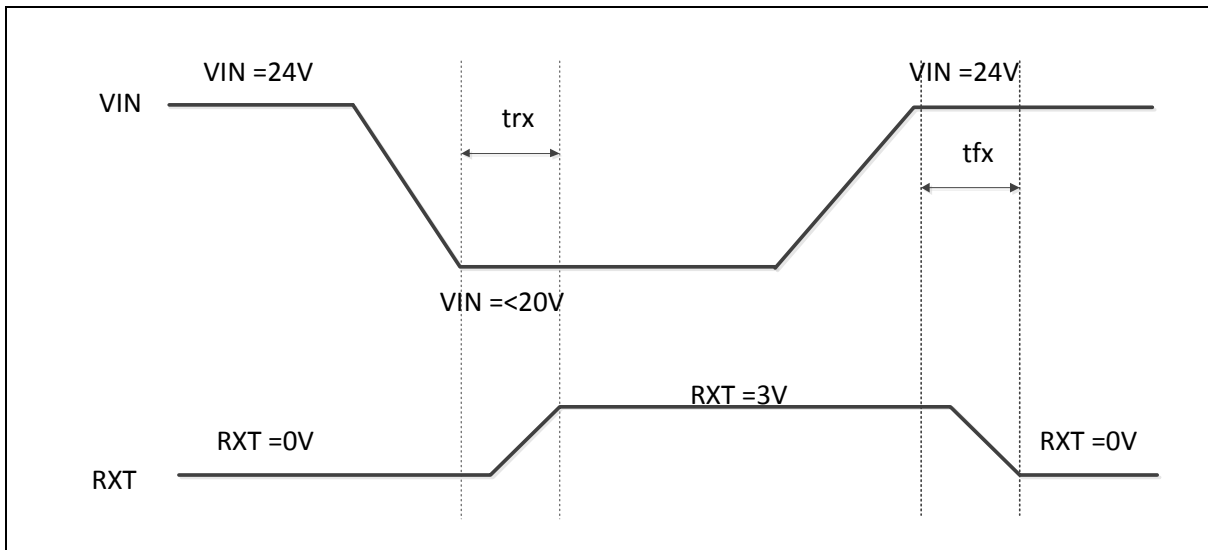 VIN =24V
VIN =24V
VIN
trx
tfx
VIN =<20V
RXT =3V
RXT =0V
RXT =0V
RXT